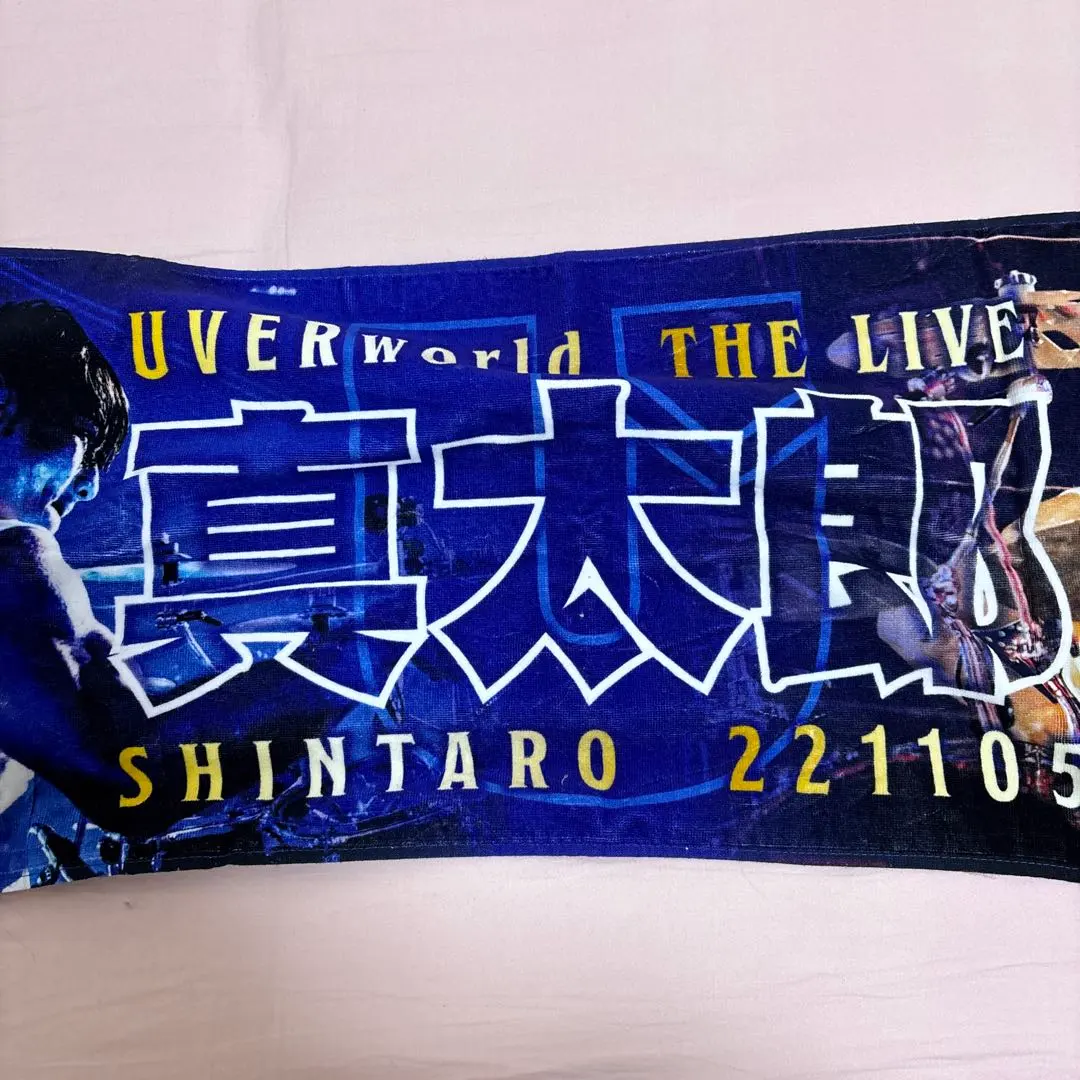 UVERworld THE LIVE
真太郎
SHINTARO 221105